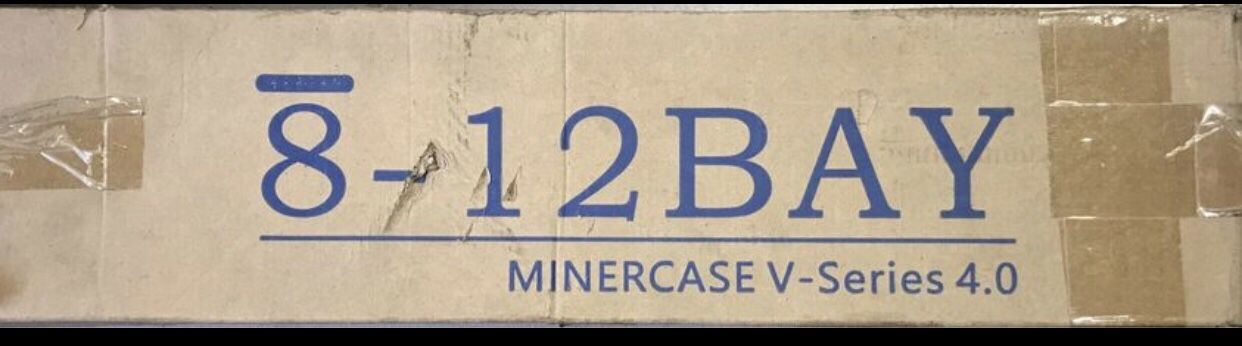 8-12BAY
MINERCASE V-Series 4.0